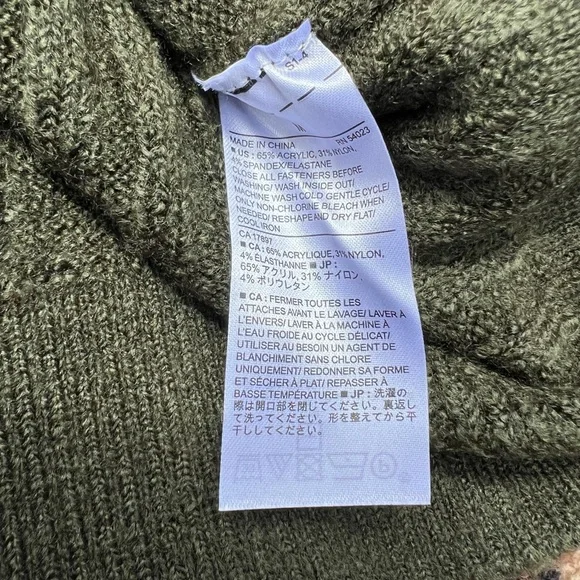 S1-4
RN 54023
MADE IN CHINA
■ US : 65% ACRYLIC, 31% NYLON,
4% SPANDEX/ELASTANE
CLOSE ALL FASTENERS BEFORE
WASHING/ WASH INSIDE OUT/
MACHINE WASH COLD GENTLE CYCLE/
ONLY NON-CHLORINE BLEACH WHEN
NEEDED/ RESHAPE AND DRY FLAT/
COOL IRON
CA 17897
■ CA : 65% ACRYLIQUE, 31% NYLON,
4% ÉLASTHANNE ■ JP :
65% アクリル, 31% ナイロン
4% ポリウレタン
■ CA : FERMER TOUTES LES
ATTACHES AVANT LE LAVAGE/ LAVER À
L'ENVERS/ LAVER À LA MACHINE À
L'EAU FROIDE AU CYCLE DÉLICAT/
UTILISER AU BESOIN UN AGENT DE
BLANCHIMENT SANS CHLORE
UNIQUEMENT/ REDONNER SA FORME
ET SÉCHER À PLAT/ REPASSER À
BASSE TEMPÉRATURE ■ JP : 洗濯の
際は開口部を閉じてください。裏返し
て洗ってください。形を整えてから平
干ししてください。